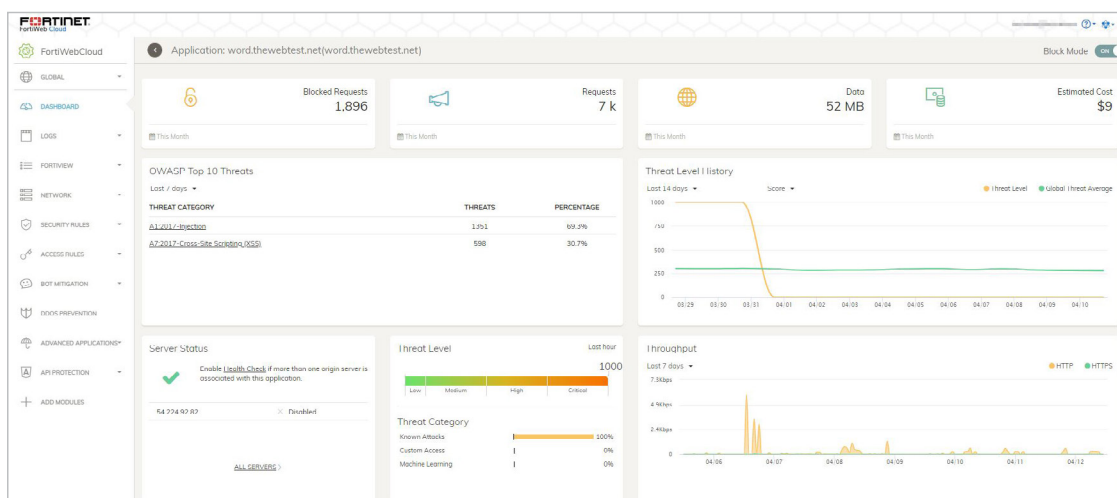 FORTINET
FortiWeb Cloud
FortiWebCloud
Application: word.thewebtest.net(word.thewebtest.net)
Block Mode ON
GLOBAL
DASHBOARD
LOGS
FORTIVIEW
NETWORK
SECURITY RULES
ACCESS RULES
BOT MITIGATION
DDOS PREVENTION
ADVANCED APPLICATIONS
API PROTECTION
ADD MODULES
Blocked Requests
1,896
This Month
Requests
7 k
This Month
Data
52 MB
This Month
Estimated Cost
$9
This Month
OWASP Top 10 Threats
Last 7 days
THREAT CATEGORY THREATS PERCENTAGE
A1:2017-Injection 1351 69.3%
A7:2017-Cross-Site Scripting (XSS) 598 30.7%
Threat Level History
Last 14 days Score Threat Level Global Threat Average
1000
750
500
250
0
03/29 03/30 03/31 04/01 04/02 04/03 04/04 04/05 04/06 04/07 04/08 04/09 04/10
Server Status
Enable Health Check if more than one origin server is
associated with this application.
54.224.92.82 Disabled
ALL SERVERS
Threat Level Last hour
1000
Low Medium High Critical
Threat Category
Known Attacks 100%
Custom Access 0%
Machine Learning 0%
Throughput
Last 7 days HTTP HTTPS
7.3Kbps
4.9Kbps
2.4Kbps
0
04/06 04/07 04/08 04/09 04/10 04/11 04/12